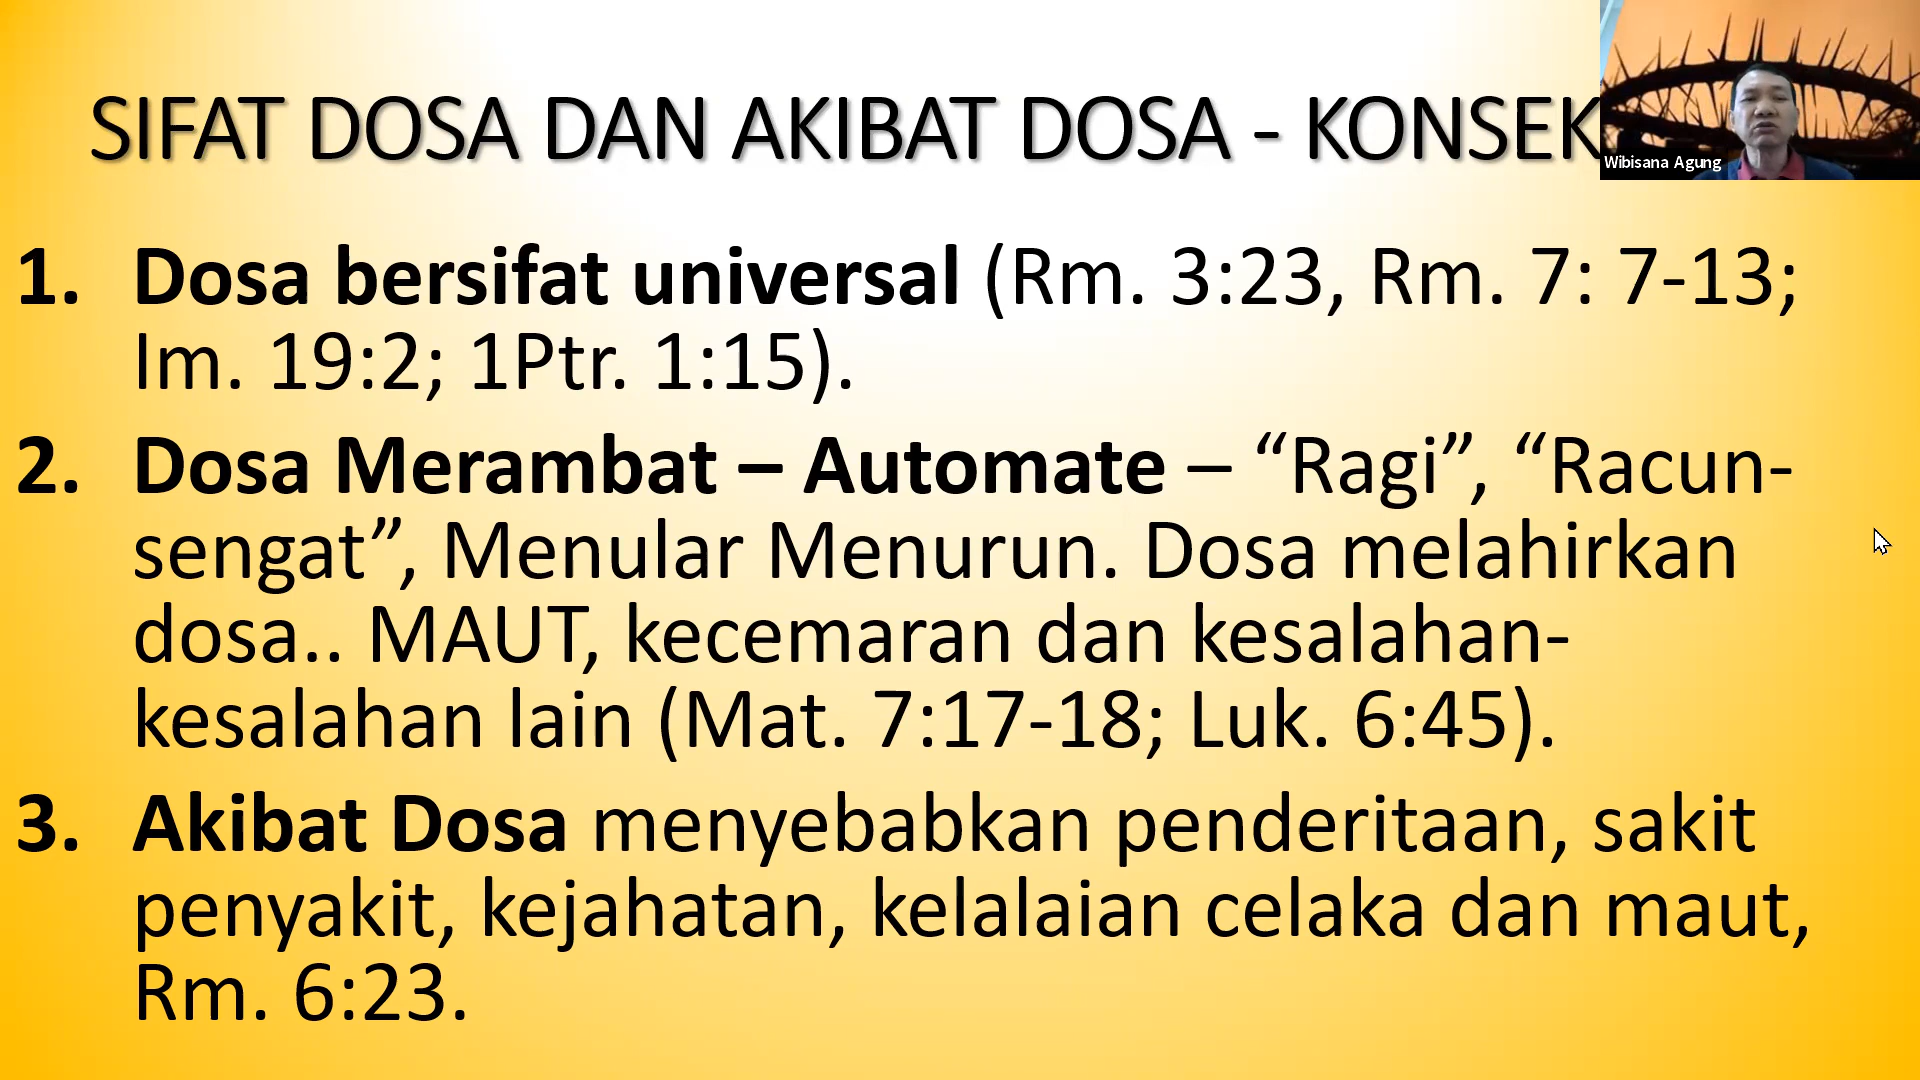 SIFAT DOSA DAN AKIBAT DOSA - KONSEK
Wibisana Agung
1. Dosa bersifat universal (Rm. 3:23, Rm. 7: 7-13;
Im. 19:2; 1Ptr. 1:15).
2. Dosa Merambat – Automate – “Ragi”, “Racun-
sengat”, Menular Menurun. Dosa melahirkan
dosa.. MAUT, kecemaran dan kesalahan-
kesalahan lain (Mat. 7:17-18; Luk. 6:45).
3. Akibat Dosa menyebabkan penderitaan, sakit
penyakit, kejahatan, kelalaian celaka dan maut,
Rm. 6:23.